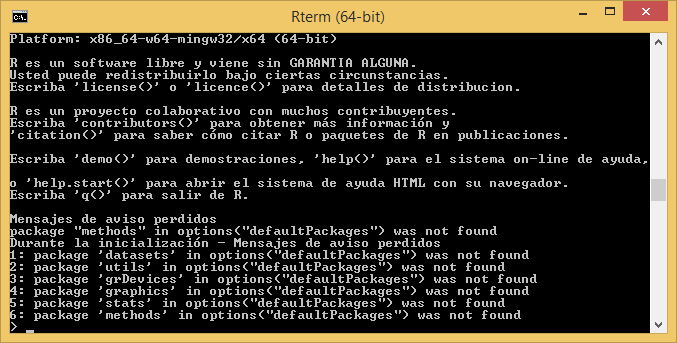 Rterm (64-bit)
Platform: x86_64-w64-mingw32/x64 (64-bit)
R es un software libre y viene sin GARANTIA ALGUNA.
Usted puede redistribuirlo bajo ciertas circunstancias.
Escriba 'license()' o 'licence()' para detalles de distribucion.
R es un proyecto colaborativo con muchos contribuyentes.
Escriba 'contributors()' para obtener más información y
'citation()' para saber cómo citar R o paquetes de R en publicaciones.
Escriba 'demo()' para demostraciones, 'help()' para el sistema on-line de ayuda,
o 'help.start()' para abrir el sistema de ayuda HTML con su navegador.
Escriba 'q()' para salir de R.
Mensajes de aviso perdidos
package "methods" in options("defaultPackages") was not found
Durante la inicialización - Mensajes de aviso perdidos
1: package 'datasets' in options("defaultPackages") was not found
2: package 'utils' in options("defaultPackages") was not found
3: package 'grDevices' in options("defaultPackages") was not found
4: package 'graphics' in options("defaultPackages") was not found
5: package 'stats' in options("defaultPackages") was not found
6: package 'methods' in options("defaultPackages") was not found
> _